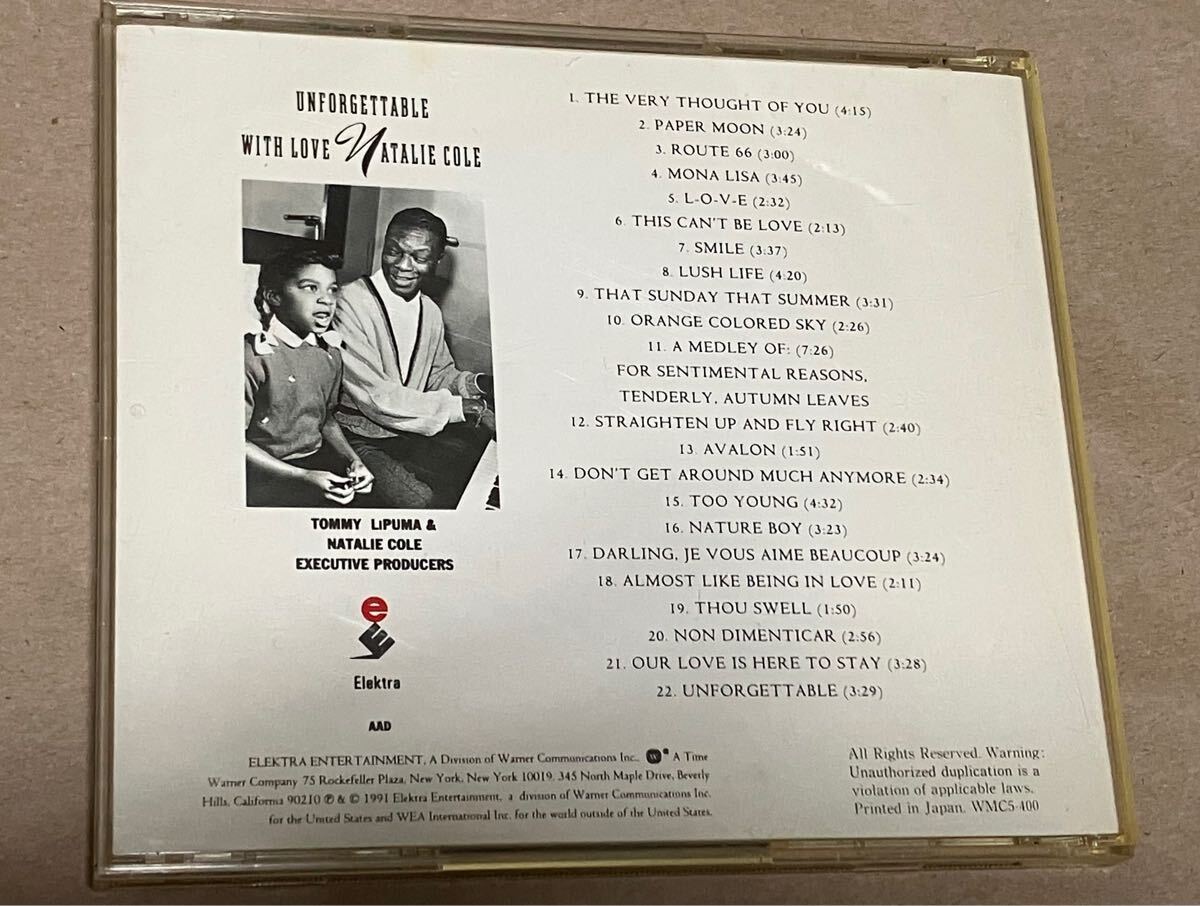 UNFORGETTABLE
WITH LOVE NATALIE COLE
TOMMY LiPUMA &
NATALIE COLE
EXECUTIVE PRODUCERS
e
Elektra
AAD
1. THE VERY THOUGHT OF YOU (4:15)
2. PAPER MOON (3:24)
3. ROUTE 66 (3:00)
4. MONA LISA (3:45)
5. L-O-V-E (2:32)
6. THIS CAN'T BE LOVE (2:13)
7. SMILE (3:37)
8. LUSH LIFE (4:20)
9. THAT SUNDAY THAT SUMMER (3:31)
10. ORANGE COLORED SKY (2:26)
11. A MEDLEY OF: (7:26)
FOR SENTIMENTAL REASONS,
TENDERLY, AUTUMN LEAVES
12. STRAIGHTEN UP AND FLY RIGHT (2:40)
13. AVALON (1:51)
14. DON'T GET AROUND MUCH ANYMORE (2:34)
15. TOO YOUNG (4:32)
16. NATURE BOY (3:23)
17. DARLING, JE VOUS AIME BEAUCOUP (3:24)
18. ALMOST LIKE BEING IN LOVE (2:11)
19. THOU SWELL (1:50)
20. NON DIMENTICAR (2:56)
21. OUR LOVE IS HERE TO STAY (3:28)
22. UNFORGETTABLE (3:29)
ELEKTRA ENTERTAINMENT, A Division of Warner Communications Inc., A Time
Warner Company 75 Rockefeller Plaza, New York, New York 10019. 345 North Maple Drive, Beverly
Hills, California 90210 ℗ & © 1991 Elektra Entertainment, a division of Warner Communications Inc.
for the United States and WEA International Inc. for the world outside of the United States.
All Rights Reserved. Warning:
Unauthorized duplication is a
violation of applicable laws.
Printed in Japan. WMC5-400